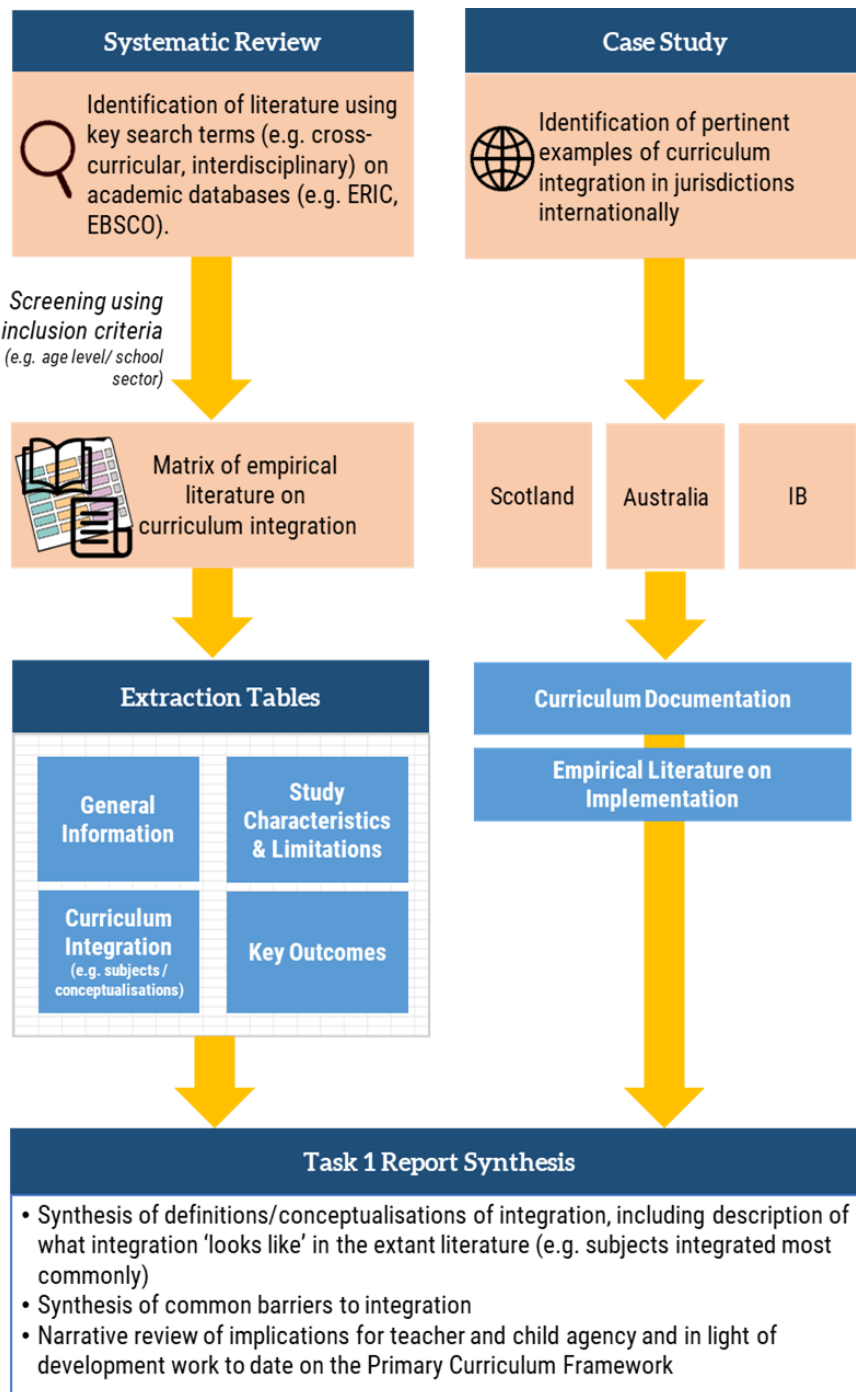 Systematic Review
Identification of literature using
key search terms (e.g. cross-
curricular, interdisciplinary) on
academic databases (e.g. ERIC,
EBSCO).
Screening using
inclusion criteria
(e.g. age level/ school
sector)
Matrix of empirical
literature on
curriculum integration
Extraction Tables
General
Information
Study
Characteristics
& Limitations
Curriculum
Integration
(e.g. subjects /
conceptualisations)
Key Outcomes
Case Study
Identification of pertinent
examples of curriculum
integration in jurisdictions
internationally
Scotland
Australia
IB
Curriculum Documentation
Empirical Literature on
Implementation
Task 1 Report Synthesis
• Synthesis of definitions/conceptualisations of integration, including description of
what integration ‘looks like’ in the extant literature (e.g. subjects integrated most
commonly)
• Synthesis of common barriers to integration
• Narrative review of implications for teacher and child agency and in light of
development work to date on the Primary Curriculum Framework